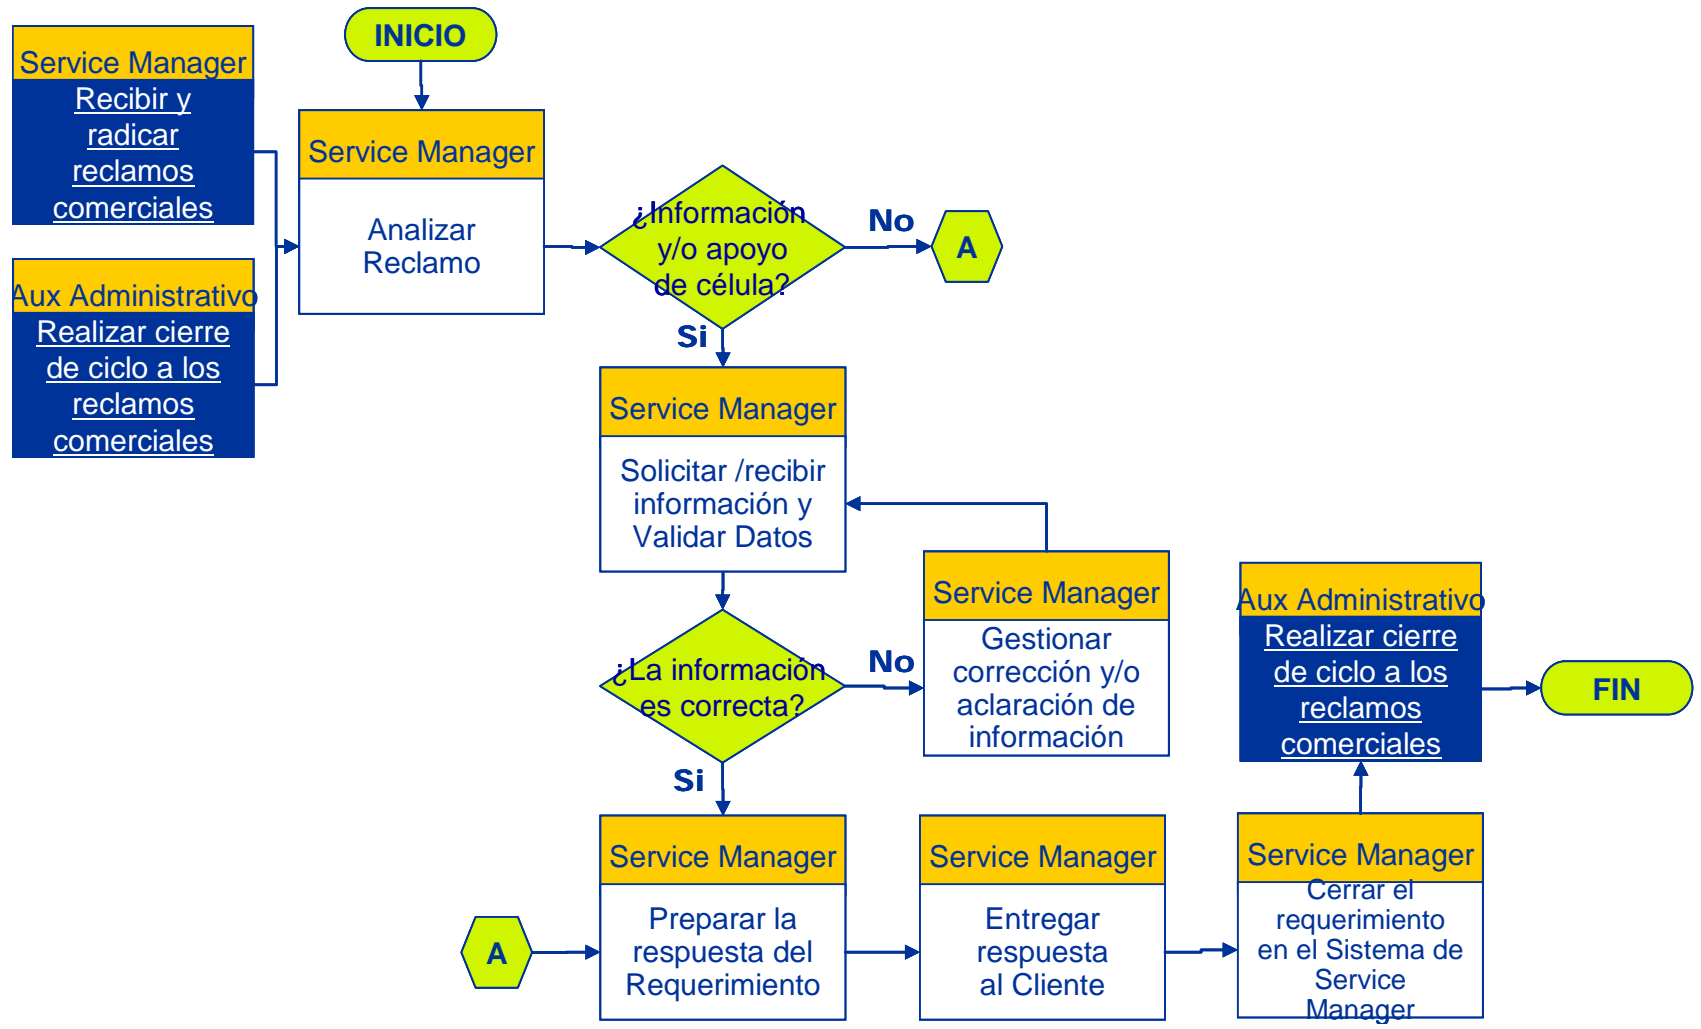 INICIO
Service Manager
Recibir y
radicar
reclamos
comerciales
Service Manager
Analizar
Reclamo
Aux Administrativo
Realizar cierre
de ciclo a los
reclamos
comerciales
¿Información
y/o apoyo
de célula?
No
A
Si
Service Manager
Solicitar /recibir
información y
Validar Datos
¿La información
es correcta?
No
Service Manager
Gestionar
corrección y/o
aclaración de
información
Si
A
Service Manager
Preparar la
respuesta del
Requerimiento
Service Manager
Entregar
respuesta
al Cliente
Service Manager
Cerrar el
requerimiento
en el Sistema de
Service
Manager
Aux Administrativo
Realizar cierre
de ciclo a los
reclamos
comerciales
FIN